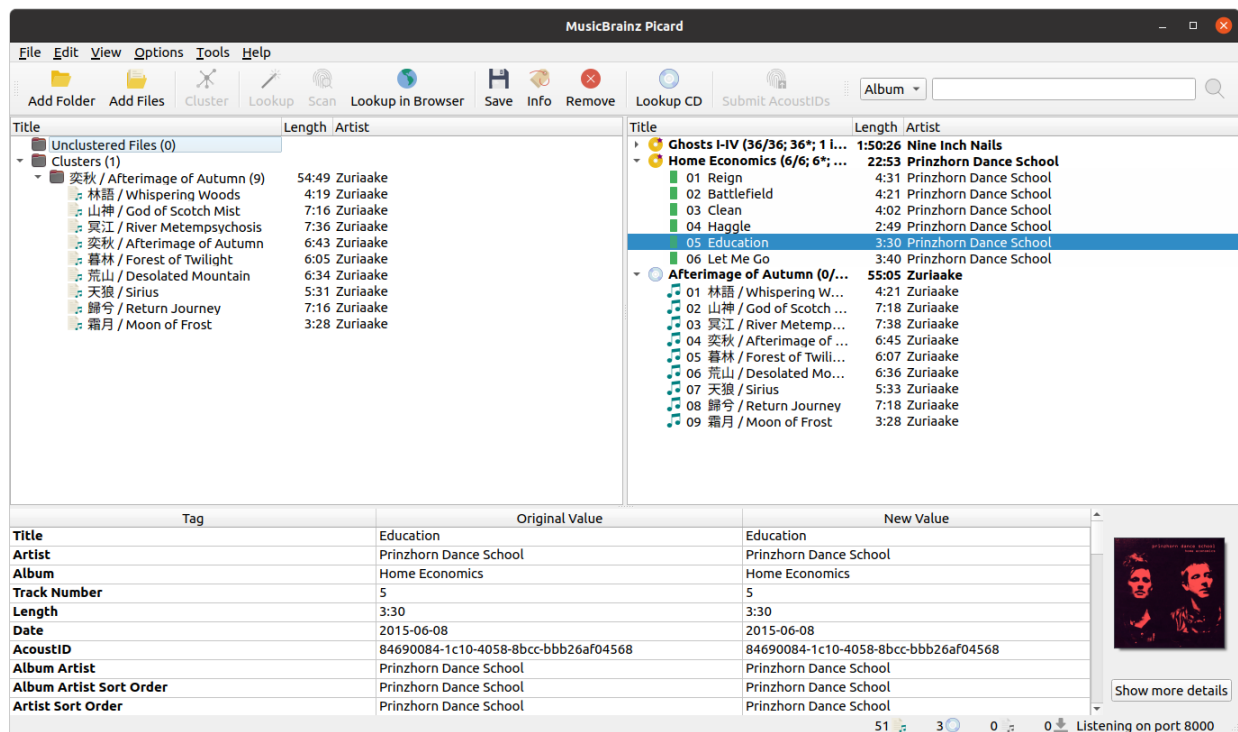 MusicBrainz Picard
File Edit View Options Tools Help
Add Folder Add Files Cluster Lookup Scan Lookup in Browser Save Info Remove Lookup CD Submit AcoustIDs Album
Title Length Artist
Unclustered Files (0)
Clusters (1)
奕秋 / Afterimage of Autumn (9) 54:49 Zuriaake
林語 / Whispering Woods 4:19 Zuriaake
山神 / God of Scotch Mist 7:16 Zuriaake
冥江 / River Metempsychosis 7:36 Zuriaake
奕秋 / Afterimage of Autumn 6:43 Zuriaake
暮林 / Forest of Twilight 6:05 Zuriaake
荒山 / Desolated Mountain 6:34 Zuriaake
天狼 / Sirius 5:31 Zuriaake
歸兮 / Return Journey 7:16 Zuriaake
霜月 / Moon of Frost 3:28 Zuriaake
Title Length Artist
Ghosts I-IV (36/36; 36*; 1 i... 1:50:26 Nine Inch Nails
Home Economics (6/6; 6*; ... 22:53 Prinzhorn Dance School
01 Reign 4:31 Prinzhorn Dance School
02 Battlefield 4:21 Prinzhorn Dance School
03 Clean 4:02 Prinzhorn Dance School
04 Haggle 2:49 Prinzhorn Dance School
05 Education 3:30 Prinzhorn Dance School
06 Let Me Go 3:40 Prinzhorn Dance School
Afterimage of Autumn (0/... 55:05 Zuriaake
01 林語 / Whispering W... 4:21 Zuriaake
02 山神 / God of Scotch ... 7:18 Zuriaake
03 冥江 / River Metemp... 7:38 Zuriaake
04 奕秋 / Afterimage of ... 6:45 Zuriaake
05 暮林 / Forest of Twili... 6:07 Zuriaake
06 荒山 / Desolated Mo... 6:36 Zuriaake
07 天狼 / Sirius 5:33 Zuriaake
08 歸兮 / Return Journey 7:18 Zuriaake
09 霜月 / Moon of Frost 3:28 Zuriaake
Tag Original Value New Value
Title Education Education
Artist Prinzhorn Dance School Prinzhorn Dance School
Album Home Economics Home Economics
Track Number 5 5
Length 3:30 3:30
Date 2015-06-08 2015-06-08
AcoustID 84690084-1c10-4058-8bcc-bbb26af04568 84690084-1c10-4058-8bcc-bbb26af04568
Album Artist Prinzhorn Dance School Prinzhorn Dance School
Album Artist Sort Order Prinzhorn Dance School Prinzhorn Dance School
Artist Sort Order Prinzhorn Dance School Prinzhorn Dance School
prinzhorn dance school
home economics
Show more details
51 3 0 0 Listening on port 8000